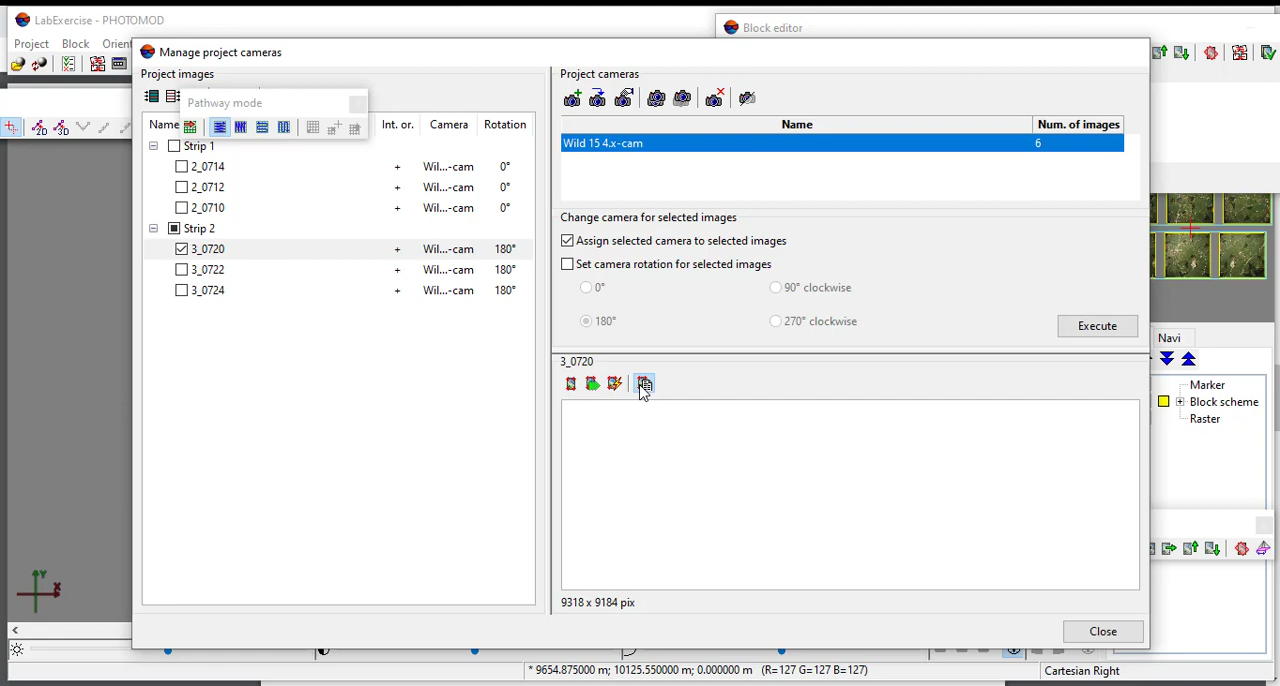 LabExercise - PHOTOMOD
Block editor
Project Block Orient
Manage project cameras
Project images
Project cameras
Pathway mode
Name
Int. or. Camera Rotation
Strip 1
2_0714 + Wil...-cam 0°
2_0712 + Wil...-cam 0°
2_0710 + Wil...-cam 0°
Strip 2
3_0720 + Wil...-cam 180°
3_0722 + Wil...-cam 180°
3_0724 + Wil...-cam 180°
Name Num. of images
Wild 15 4.x-cam 6
Change camera for selected images
Assign selected camera to selected images
Set camera rotation for selected images
0° 90° clockwise
180° 270° clockwise
Execute
3_0720
9318 x 9184 pix
Close
Navi
Marker
Block scheme
Raster
2D
3D
Y
X
* 9654.875000 m; 10125.550000 m; 0.000000 m (R=127 G=127 B=127)
Cartesian Right